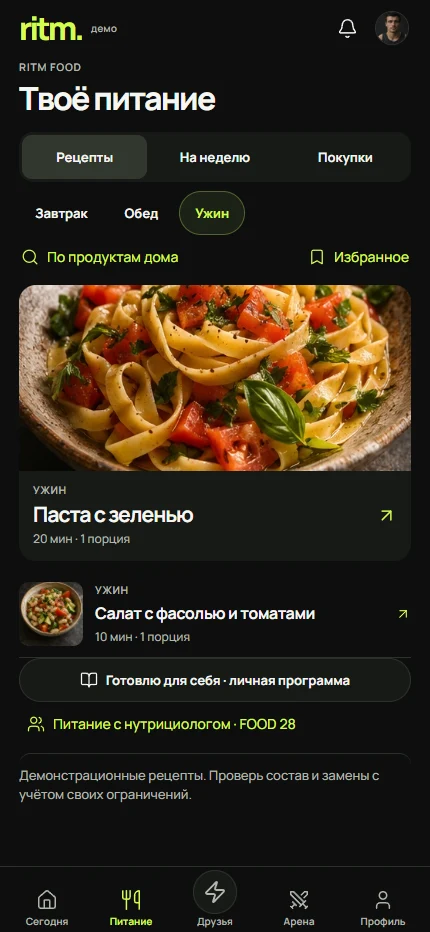 ritm. демо
RITM FOOD
Твоё питание
Рецепты На неделю Покупки
Завтрак Обед Ужин
По продуктам дома Избранное
УЖИН
Паста с зеленью
20 мин · 1 порция
УЖИН
Салат с фасолью и томатами
10 мин · 1 порция
Готовлю для себя · личная программа
Питание с нутрициологом · FOOD 28
Демонстрационные рецепты. Проверь состав и замены с
учётом своих ограничений.
Сегодня Питание Друзья Арена Профиль